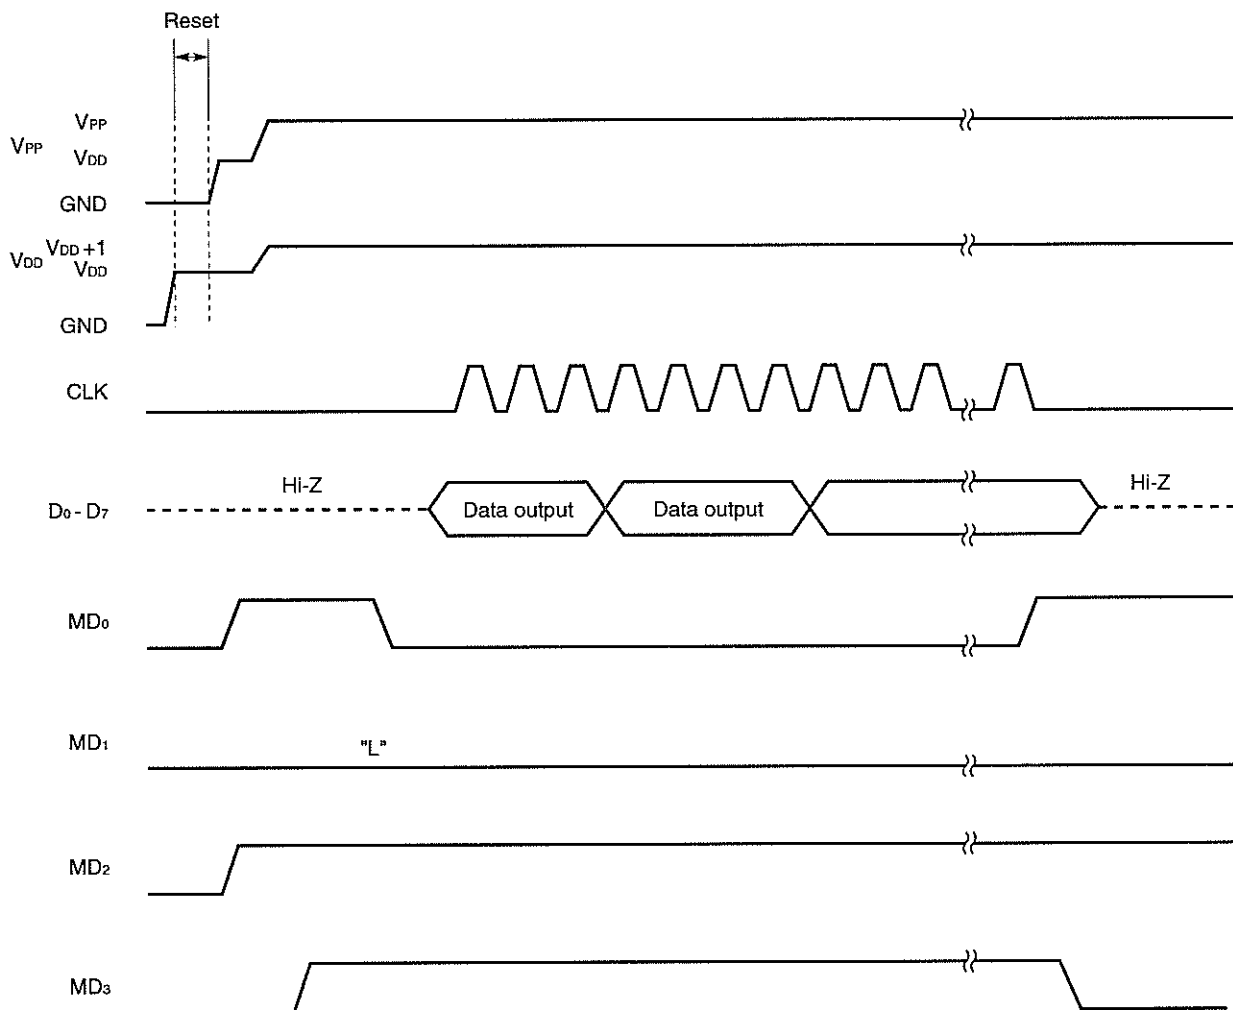 Reset
VPP
VPP
VDD
GND
VDD
VDD +1
VDD
GND
CLK
Hi-Z
Hi-Z
D0 - D7
Data output
Data output
MD0
MD1
"L"
MD2
MD3